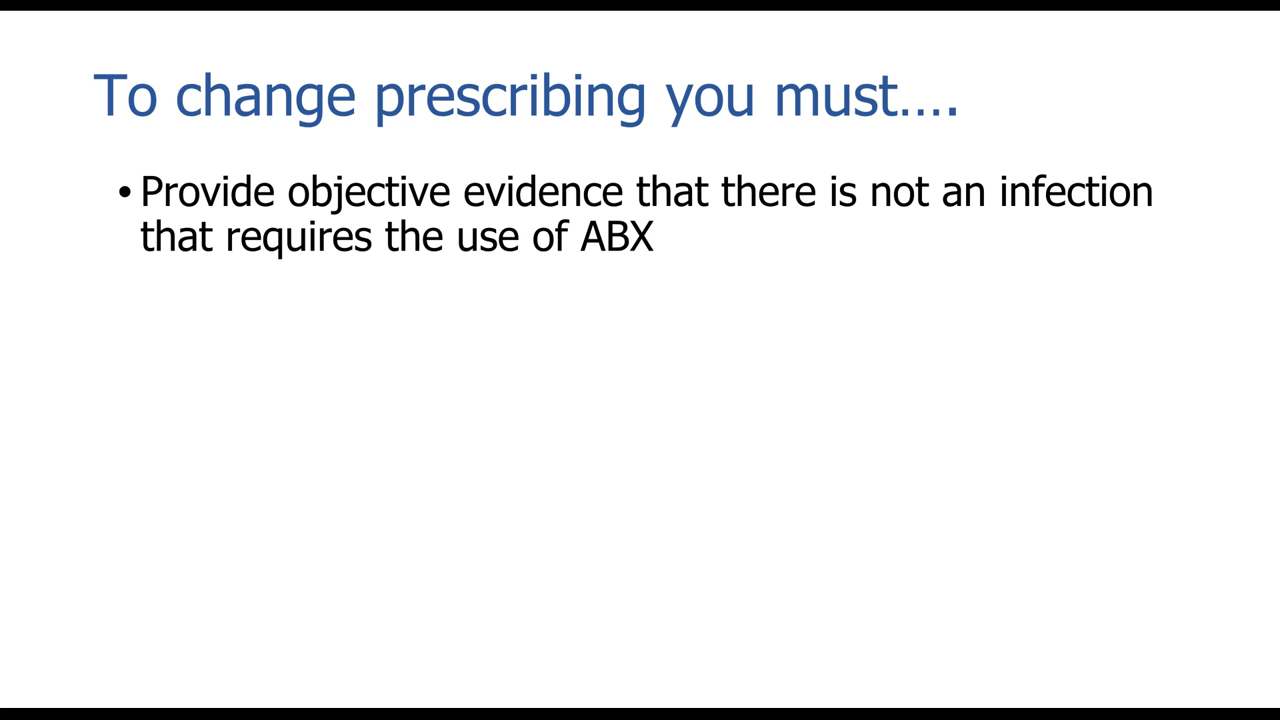 To change prescribing you must….
• Provide objective evidence that there is not an infection
that requires the use of ABX